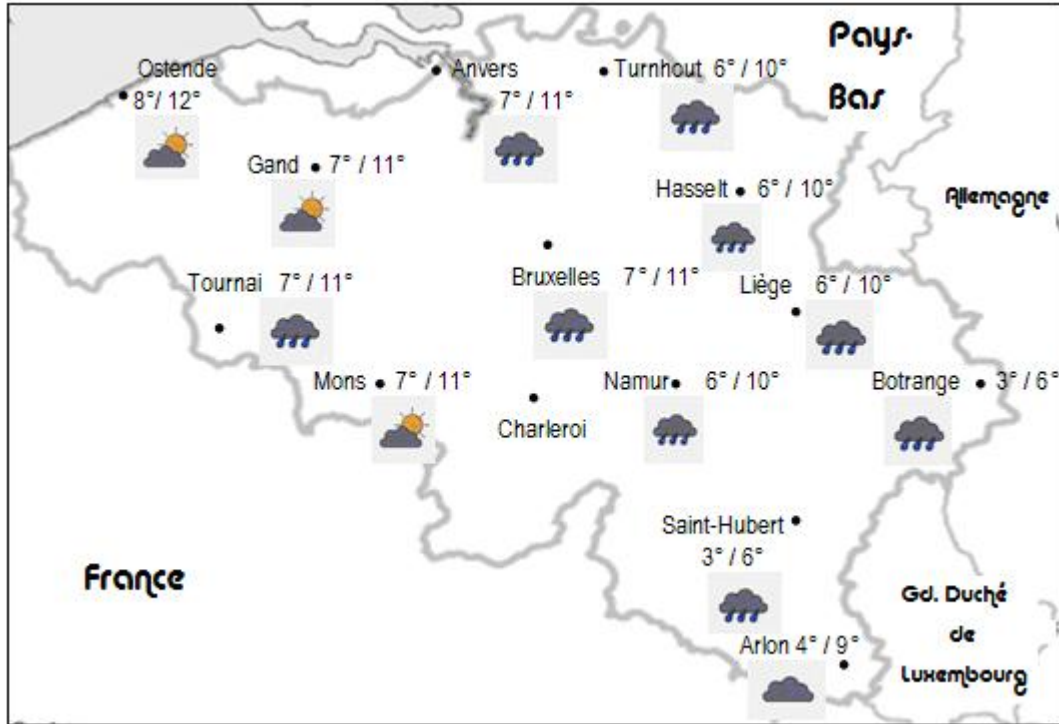 Pays-
Bas
Ostende
8°/ 12°
Anvers
7° / 11°
Turnhout 6° / 10°
Gand 7° / 11°
Hasselt 6° / 10°
Allemagne
Tournai 7° / 11°
Bruxelles 7° / 11°
Liège 6° / 10°
Mons 7° / 11°
Charleroi
Namur 6° / 10°
Botrange 3° / 6°
Saint-Hubert
3° / 6°
France
Gd. Duché
de
Luxembourg
Arlon 4° / 9°